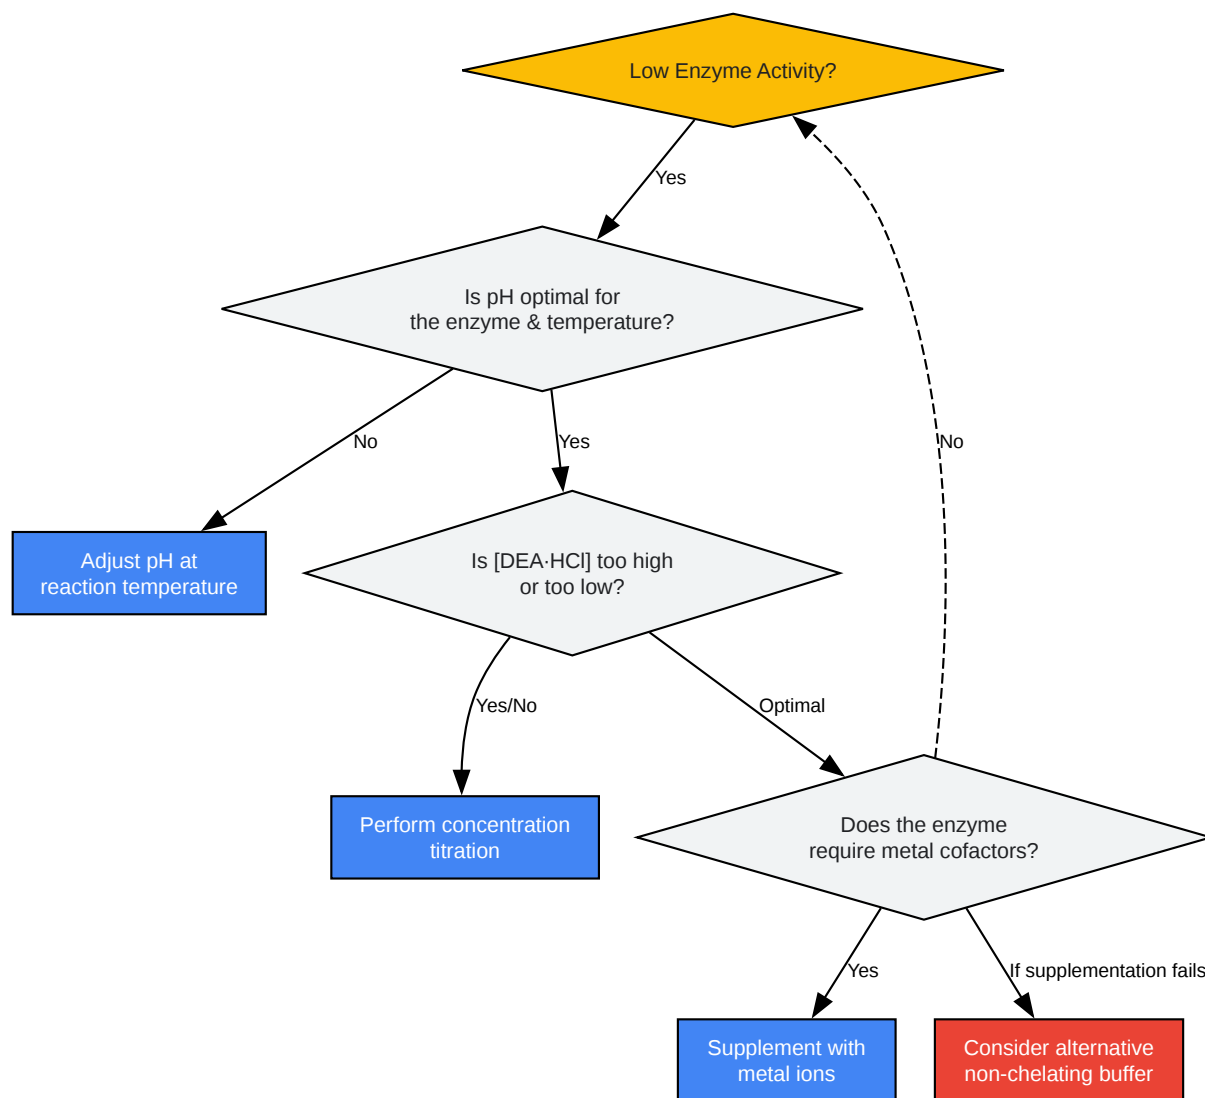 Low Enzyme Activity?
Yes
Is pH optimal for
the enzyme & temperature?
No
Yes
No
Adjust pH at
reaction temperature
Is [DEA·HCl] too high
or too low?
Yes/No
Optimal
Perform concentration
titration
Does the enzyme
require metal cofactors?
Yes
If supplementation fails
Supplement with
metal ions
Consider alternative
non-chelating buffer